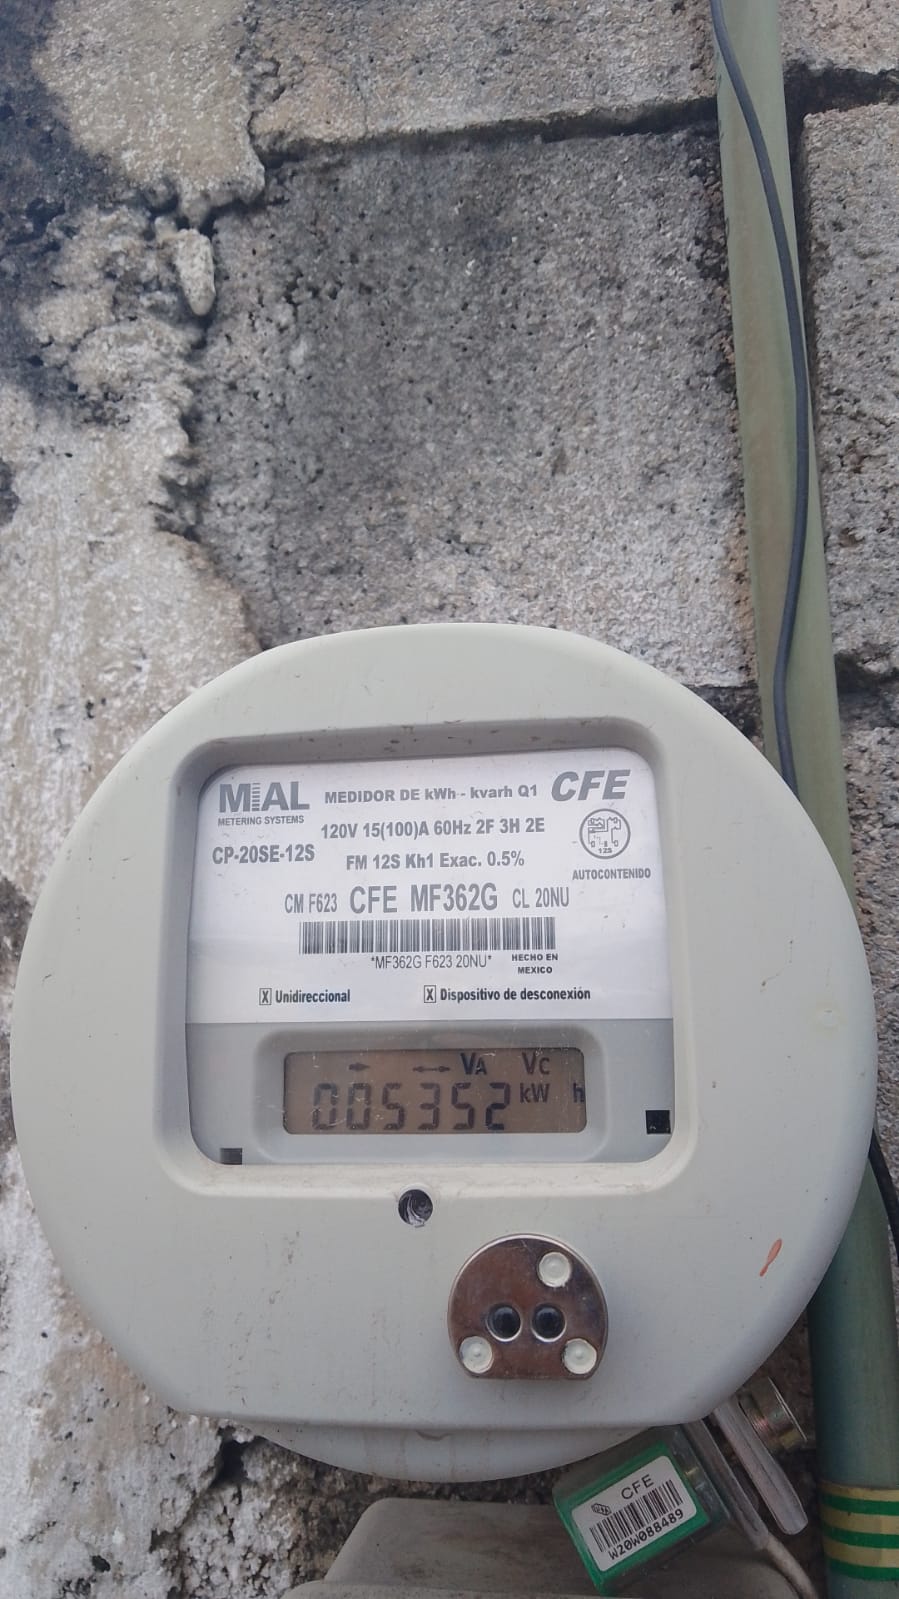 MIAL
METERING SYSTEMS
MEDIDOR DE kWh - kvarh Q1
CFE
120V 15(100)A 60Hz 2F 3H 2E
CP-20SE-12S
FM 12S Kh1 Exac. 0.5%
12S
AUTOCONTENIDO
CM F623 CFE MF362G CL 20NU
*MF362G F623 20NU*
HECHO EN
MEXICO
X Unidireccional
X Dispositivo de desconexión
VA VC
005352 kW h
CFE
W20W088489